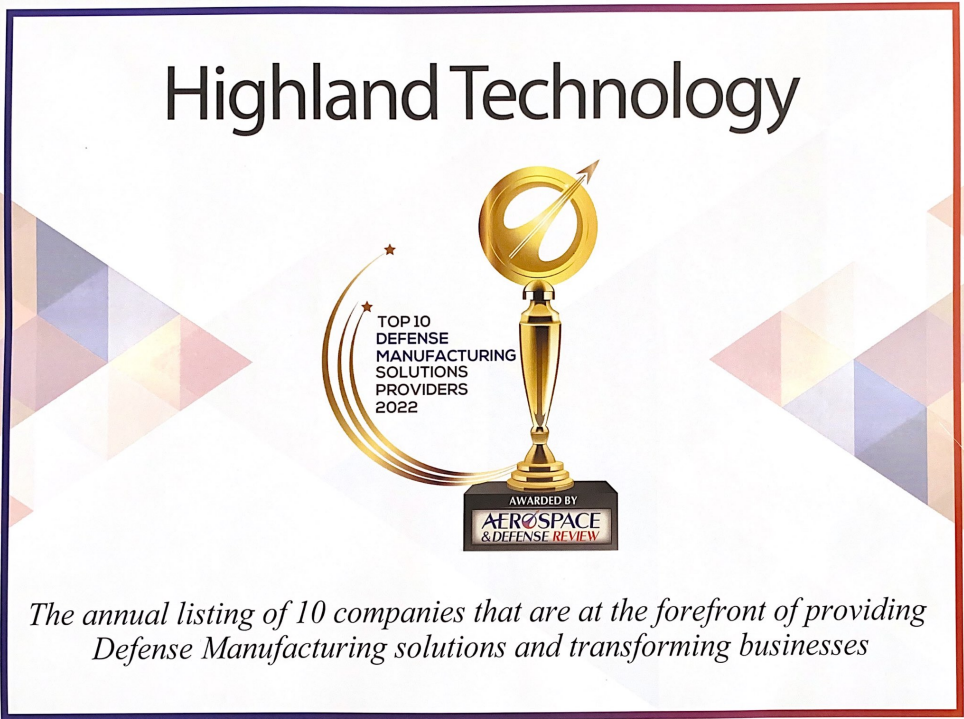 Highland Technology
TOP 10
DEFENSE
MANUFACTURING
SOLUTIONS
PROVIDERS
2022
AWARDED BY
AEROSPACE
& DEFENSE REVIEW
The annual listing of 10 companies that are at the forefront of providing
Defense Manufacturing solutions and transforming businesses